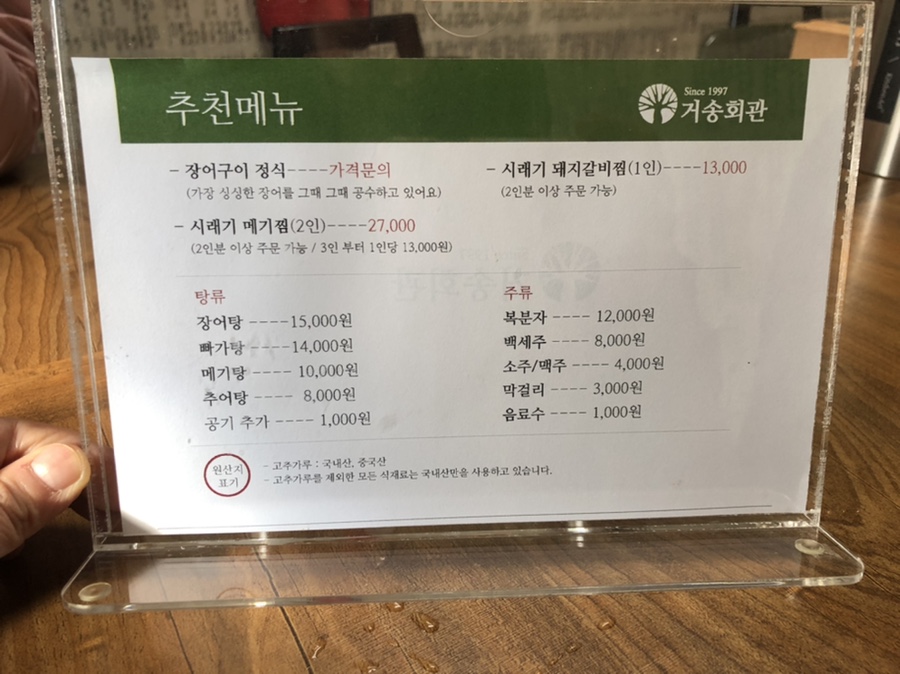 추천메뉴
Since 1997
거송회관
- 장어구이 정식----가격문의
(가장 싱싱한 장어를 그때 그때 공수하고 있어요)
- 시래기 메기찜(2인)----27,000
(2인분 이상 주문 가능 / 3인 부터 1인당 13,000원)
- 시래기 돼지갈비찜(1인)----13,000
(2인분 이상 주문 가능)
탕류
장어탕 ----15,000원
빠가탕 ----14,000원
메기탕 ---- 10,000원
추어탕 ---- 8,000원
공기 추가 ---- 1,000원
주류
복분자 ---- 12,000원
백세주 ---- 8,000원
소주/맥주 ---- 4,000원
막걸리 ---- 3,000원
음료수 ---- 1,000원
원산지
표기
- 고추가루 : 국내산, 중국산
- 고추가루를 제외한 모든 식재료는 국내산만을 사용하고 있습니다.